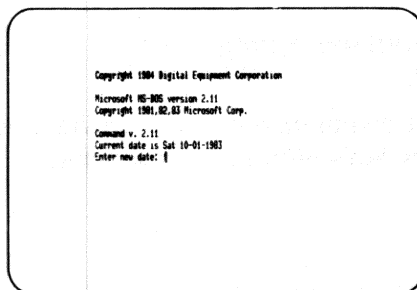 Copyright 1984 Digital Equipment Corporation
Microsoft MS-DOS version 2.11
Copyright 1981,82,83 Microsoft Corp.
Command v. 2.11
Current date is Sat 10-01-1983
Enter new date: